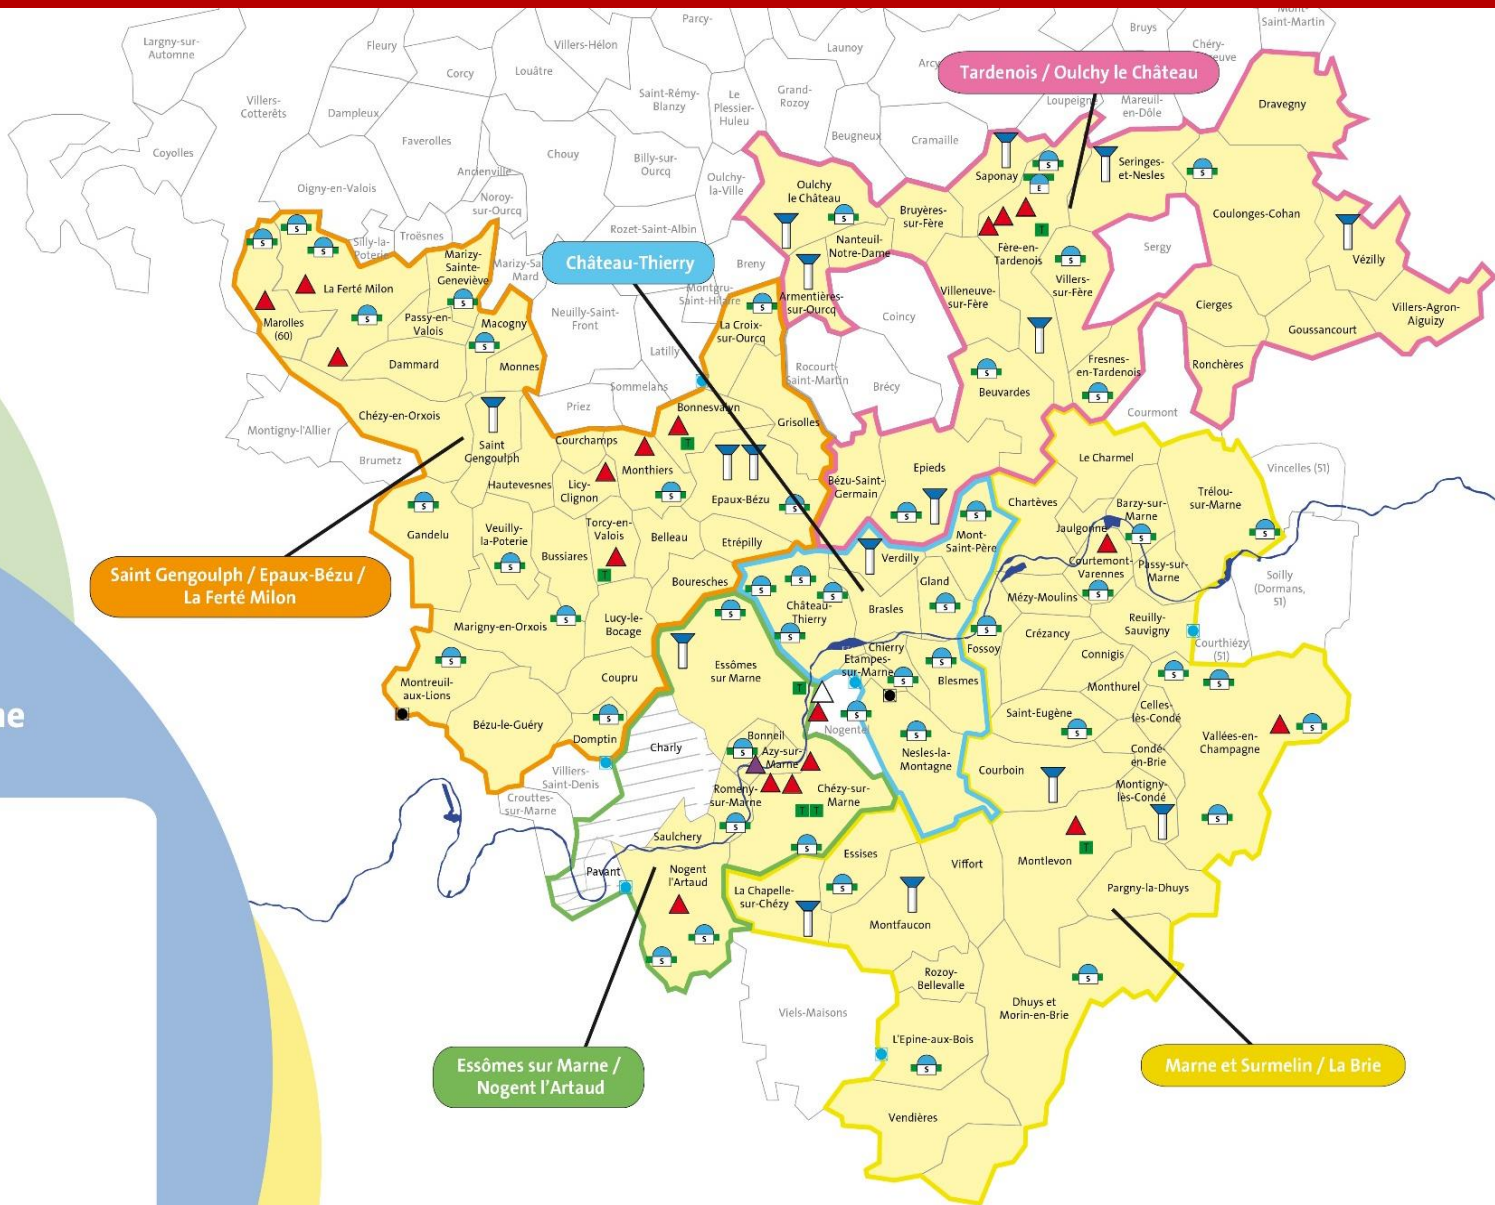 Parcy-
Mont-
Saint-Martin
Largny-sur-
Automne
Fleury
Villers-Hélon
Launoy
Bruys
Chéry-
Corcy
Louâtre
Tardenois / Oulchy le Château
Villers-
Cotterêts
Dampleux
Saint-Rémy-
Blanzy
Le
Plessier-
Huleu
Grand-
Rozoy
Mareuil-
en-Dôle
Dravegny
Beugneux
Cramaille
Faverolles
Coyolles
Chouy
Billy-sur-
Ourcq
Ancienville
Oulchy-
la-Ville
Oigny-en-Valois
Noroy-
sur-Ourcq
Oulchy
le Château
Saponay
Seringes-
et-Nesles
Bruyères-
sur-Fère
Coulonges-Cohan
Troësnes
Rozet-Saint-Albin
Silly-la-
Poterie
Nanteuil-
Notre-Dame
Fère-en-
Tardenois
Sergy
Vézilly
Marizy-
Sainte-
Geneviève
Château-Thierry
Breny
La Ferté Milon
Armentières-
sur-Ourcq
Villeneuve-
sur-Fère
Villers-
sur-Fère
Cierges
Villers-Agron-
Aiguizy
Marolles
(60)
Passy-en-
Valois
Macogny
Neuilly-Saint-
Front
La Croix-
sur-Ourcq
Coincy
Goussancourt
Latilly
Dammard
Monnes
Rocourt-
Saint-Martin
Brécy
Fresnes-
en-Tardenois
Ronchères
Sommelans
Beuvardes
Chézy-en-Orxois
Priez
Bonnesvalyn
Grisolles
Courmont
Montigny-l'Allier
Courchamps
Saint
Gengoulph
Brumetz
Monthiers
Epieds
Le Charmel
Vincelles (51)
Hautevesnes
Licy-
Clignon
Epaux-Bézu
Bézu-Saint-
Germain
Chartèves
Barzy-sur-
Marne
Trélou-
sur-Marne
Gandelu
Veuilly-
la-Poterie
Torcy-en-
Valois
Belleau
Etrépilly
Mont-
Saint-Père
Jaulgonne
Bussiares
Verdilly
Courtemont-
Varennes
Passy-sur-
Marne
Saint Gengoulph / Epaux-Bézu /
La Ferté Milon
Bouresches
Gland
Soilly
(Dormans,
51)
Château-
Thierry
Brasles
Mézy-Moulins
Marigny-en-Orxois
Lucy-le-
Bocage
Reuilly-
Sauvigny
Crézancy
Chierry
Etampes-
sur-Marne
Fossoy
Connigis
Courthiézy
(51)
Essômes
sur Marne
Coupru
Blesmes
Montreuil-
aux-Lions
Monthurel
Bézu-le-Guéry
Saint-Eugène
Celles-
lès-Condé
ne
Domptin
Charly
Nogentel
Bonneil
Azy-sur-
Marne
Nesles-la-
Montagne
Condé-
en-Brie
Vallées-en-
Champagne
Villiers-
Saint-Denis
Courboin
Crouttes-
sur-Marne
Romeny-
sur-Marne
Chézy-sur-
Marne
Montigny-
lès-Condé
Saulchery
Essises
Viffort
Montlevon
Pavant
Nogent
l'Artaud
La Chapelle-
sur-Chézy
Pargny-la-Dhuys
Montfaucon
Rozoy-
Bellevalle
Viels-Maisons
Dhuys et
Morin-en-Brie
L'Epine-aux-Bois
Essômes sur Marne /
Nogent l'Artaud
Marne et Surmelin / La Brie
Vendières